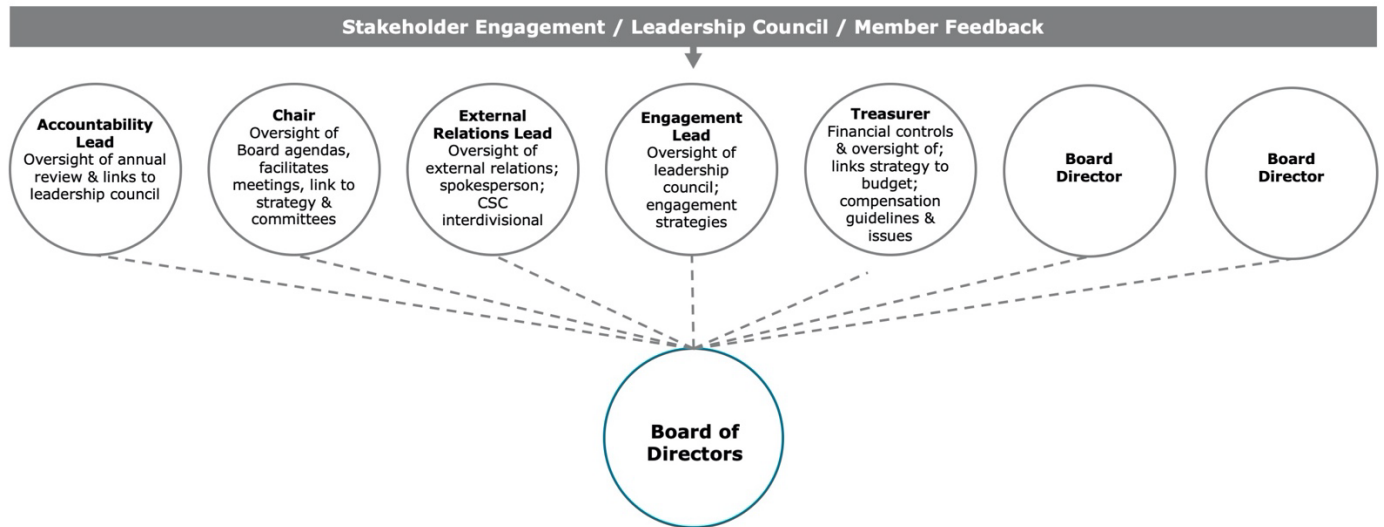 Stakeholder Engagement / Leadership Council / Member Feedback
Accountability
Lead
Oversight of annual
review & links to
leadership council
Chair
Oversight of
Board agendas,
facilitates
meetings, link to
strategy &
committees
External
Relations Lead
Oversight of
external relations;
spokesperson;
CSC
interdivisional
Engagement
Lead
Oversight of
leadership
council;
engagement
strategies
Treasurer
Financial controls
& oversight of;
links strategy to
budget;
compensation
guidelines &
issues
Board
Director
Board
Director
Board of
Directors